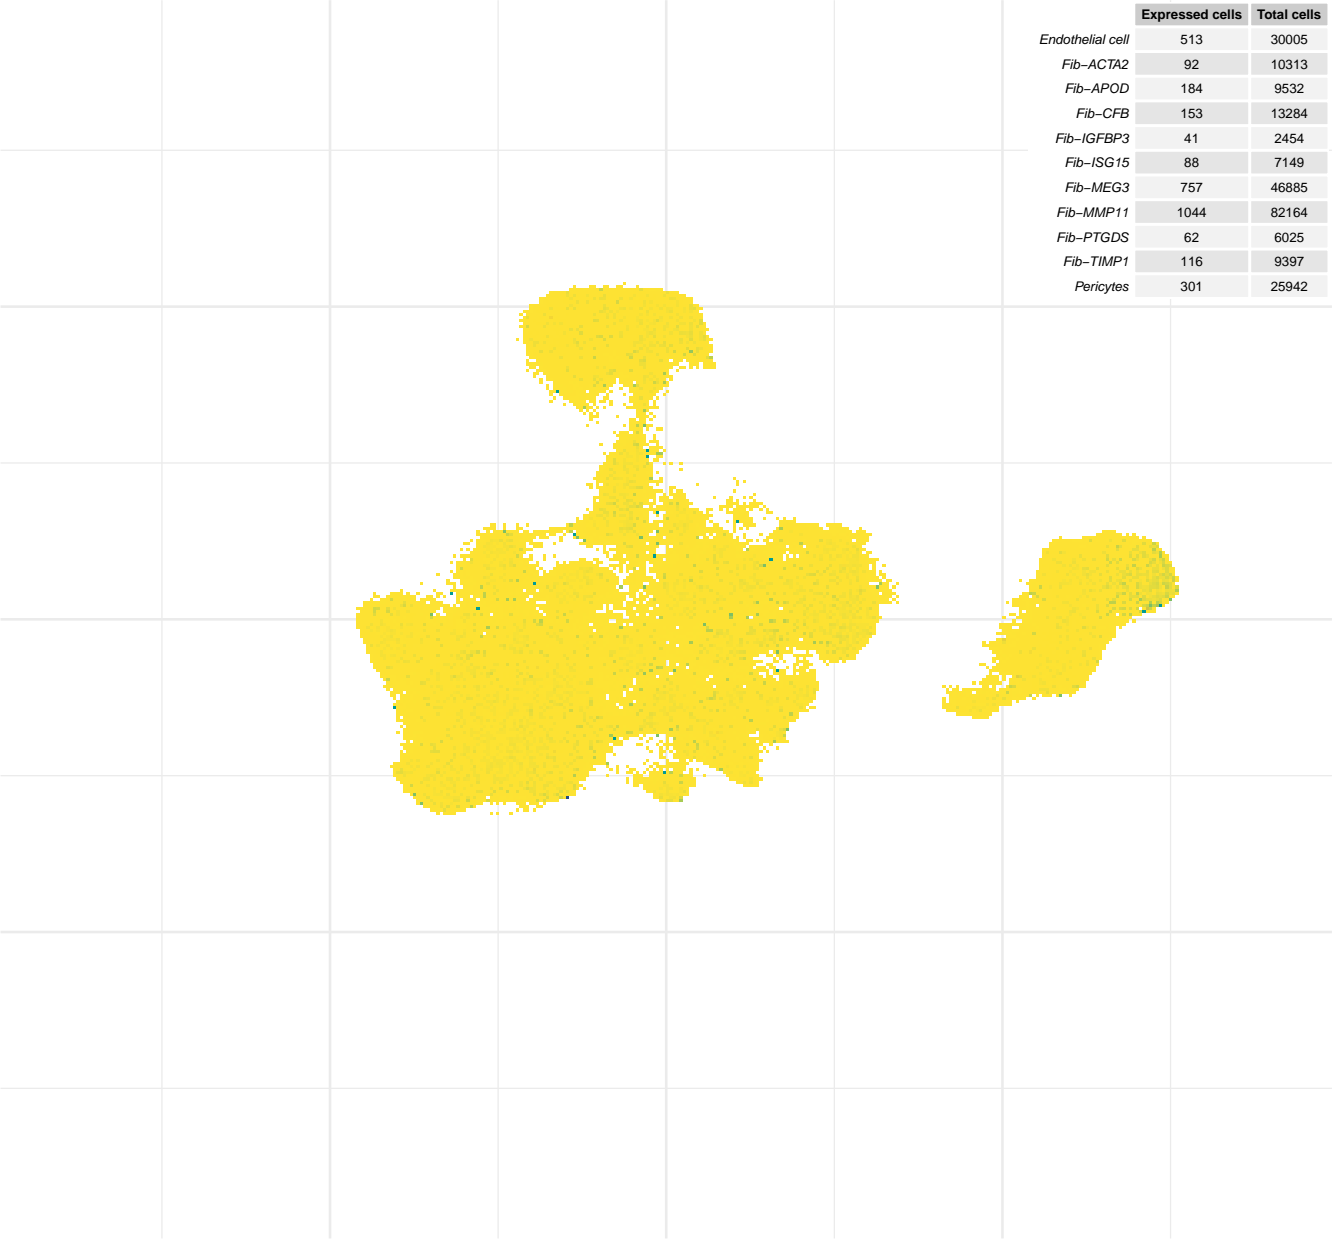 Expressed cells Total cells
Endothelial cell 513 30005
Fib−ACTA2 92 10313
Fib−APOD 184 9532
Fib−CFB 153 13284
Fib−IGFBP3 41 2454
Fib−ISG15 88 7149
Fib−MEG3 757 46885
Fib−MMP11 1044 82164
Fib−PTGDS 62 6025
Fib−TIMP1 116 9397
Pericytes 301 25942